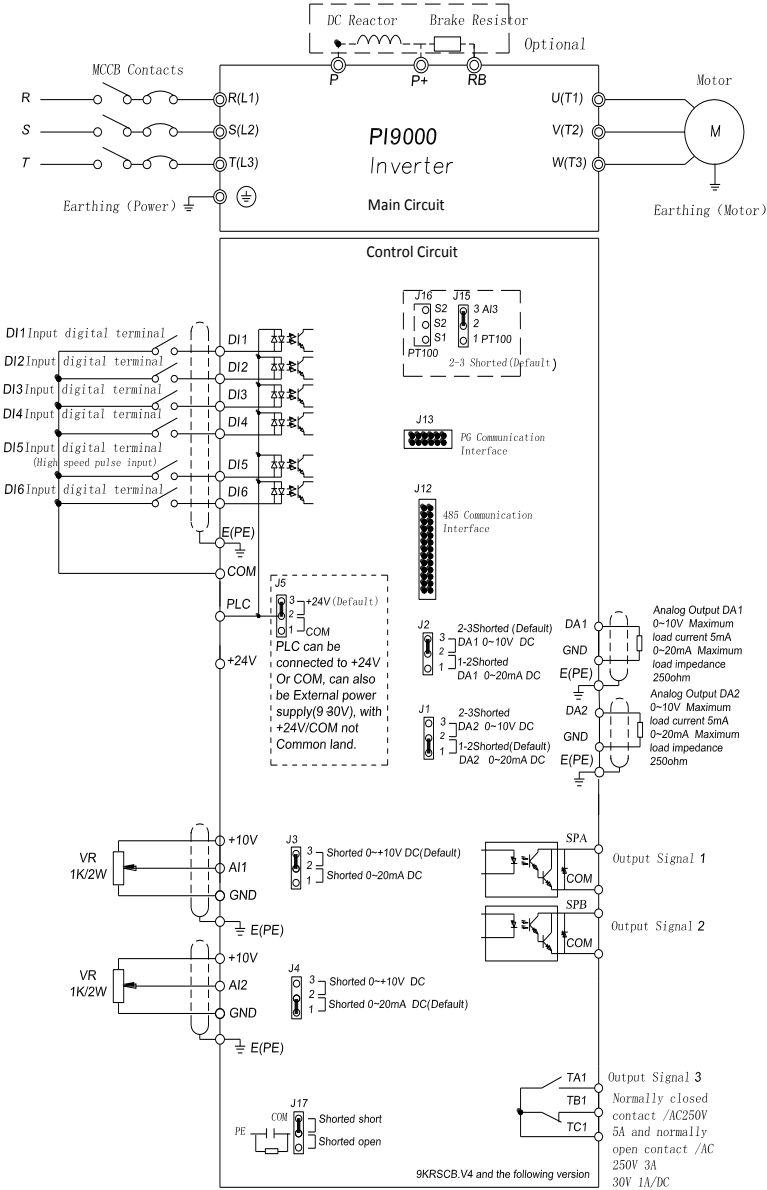 DC Reactor Brake Resistor
Optional
P P+ RB
MCCB Contacts
Motor
R R(L1) U(T1)
S S(L2) V(T2) M
T T(L3) W(T3)
PI9000
Inverter
Main Circuit
Earthing (Power)
Earthing (Motor)
Control Circuit
J16 J15
S2 3 AI3
S2 2
S1 1 PT100
PT100
2-3 Shorted(Default)
DI1 Input digital terminal DI1
DI2 Input digital terminal DI2
DI3 Input digital terminal DI3
DI4 Input digital terminal DI4
DI5 Input digital terminal
(High speed pulse input) DI5
DI6 Input digital terminal DI6
J13
PG Communication
Interface
J12
485 Communication
Interface
E(PE)
COM
PLC
+24V
J5
3 +24V(Default)
2
1 COM
PLC can be
connected to +24V
Or COM, can also
be External power
supply(9-30V), with
+24V/COM not
Common land.
J2
3 2-3Shorted (Default)
DA1 0~10V DC
2
1-2Shorted
1 DA1 0~20mA DC
J1
3 2-3Shorted
DA2 0~10V DC
2
1-2Shorted(Default)
1 DA2 0~20mA DC
DA1
GND
E(PE)
Analog Output DA1
0~10V Maximum
load current 5mA
0~20mA Maximum
load impedance
250ohm
DA2
GND
E(PE)
Analog Output DA2
0~10V Maximum
load current 5mA
0~20mA Maximum
load impedance
250ohm
VR
1K/2W
+10V
AI1
GND
E(PE)
J3
3 Shorted 0~+10V DC(Default)
2
1 Shorted 0~20mA DC
SPA
COM
Output Signal 1
SPB
COM
Output Signal 2
VR
1K/2W
+10V
AI2
GND
E(PE)
J4
3 Shorted 0~+10V DC
2
1 Shorted 0~20mA DC(Default)
J17
COM Shorted short
PE
Shorted open
TA1
TB1
TC1
Output Signal 3
Normally closed
contact /AC250V
5A and normally
open contact /AC
250V 3A
30V 1A/DC
9KRSCB.V4 and the following version